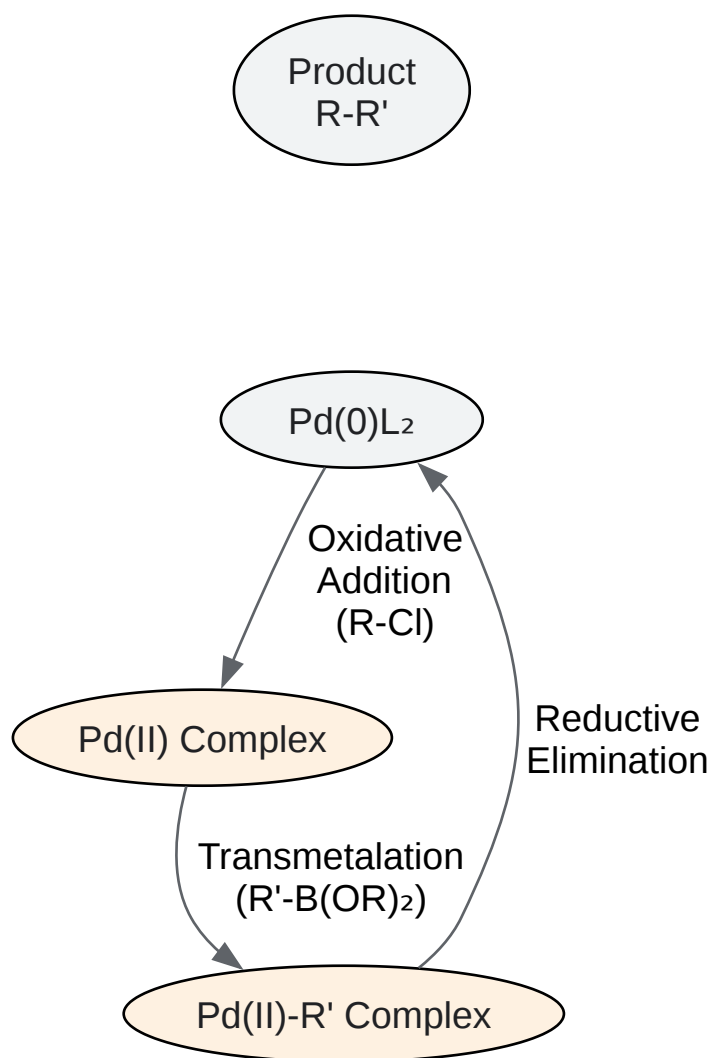 Product
R-R'
Pd(0)L₂
Oxidative
Addition
(R-Cl)
Pd(II) Complex
Reductive
Elimination
Transmetalation
(R'-B(OR)₂)
Pd(II)-R' Complex